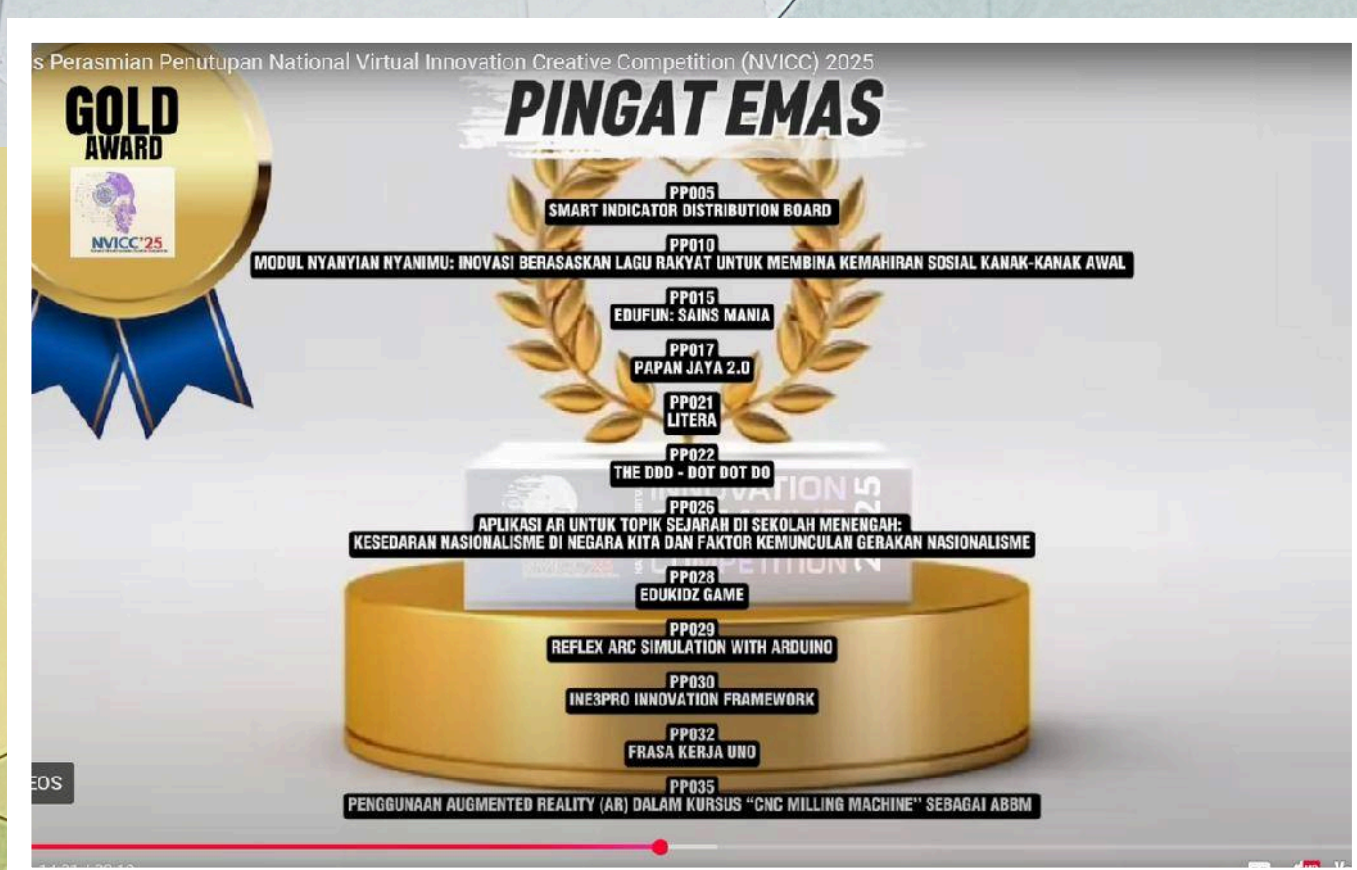 s Perasmian Penutupan National Virtual Innovation Creative Competition (NVICC) 2025
GOLD
AWARD
NVICC'25
PINGAT EMAS
PP005
SMART INDICATOR DISTRIBUTION BOARD
PP010
MODUL NYANYIAN NYANIMU: INOVASI BERASASKAN LAGU RAKYAT UNTUK MEMBINA KEMAHIRAN SOSIAL KANAK-KANAK AWAL
PP015
EDUFUN: SAINS MANIA
PP017
PAPAN JAYA 2.0
PP021
LITERA
PP022
THE DDD - DOT DOT DO
PP026
APLIKASI AR UNTUK TOPIK SEJARAH DI SEKOLAH MENENGAH:
KESEDARAN NASIONALISME DI NEGARA KITA DAN FAKTOR KEMUNCULAN GERAKAN NASIONALISME
PP028
EDUKIDZ GAME
PP029
REFLEX ARC SIMULATION WITH ARDUINO
PP030
INE3PRO INNOVATION FRAMEWORK
PP032
FRASA KERJA UNO
PP035
PENGGUNAAN AUGMENTED REALITY (AR) DALAM KURSUS "CNC MILLING MACHINE" SEBAGAI ABBM
INNOVATION
COMPETITION
2025
EOS